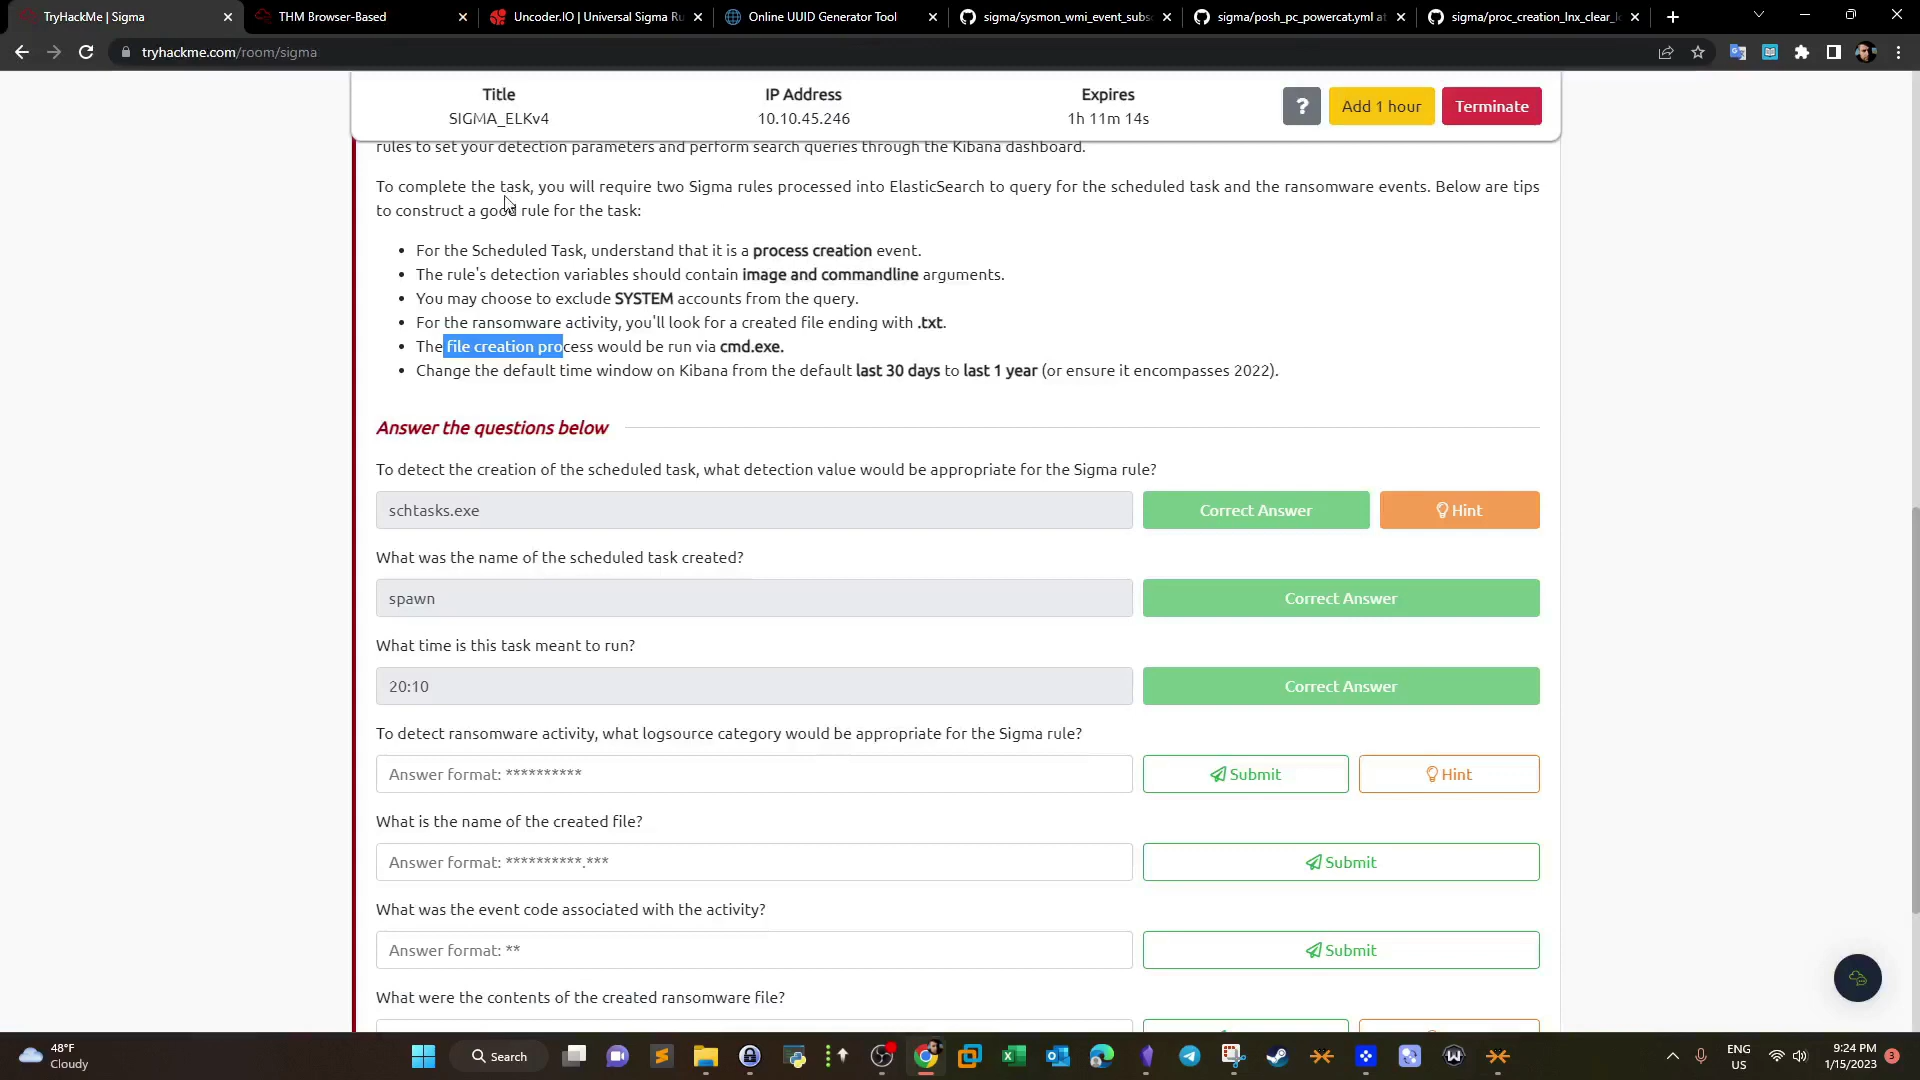 TryHackMe | Sigma
THM Browser-Based
Uncoder.IO | Universal Sigma Ru
Online UUID Generator Tool
sigma/sysmon_wmi_event_subs
sigma/posh_pc_powercat.yml at
sigma/proc_creation_lnx_clear_l
tryhackme.com/room/sigma
Title
SIGMA_ELKv4
IP Address
10.10.45.246
Expires
1h 11m 14s
?
Add 1 hour
Terminate
rules to set your detection parameters and perform search queries through the Kibana dashboard.
To complete the task, you will require two Sigma rules processed into ElasticSearch to query for the scheduled task and the ransomware events. Below are tips
to construct a good rule for the task:
• For the Scheduled Task, understand that it is a process creation event.
• The rule's detection variables should contain image and commandline arguments.
• You may choose to exclude SYSTEM accounts from the query.
• For the ransomware activity, you'll look for a created file ending with .txt.
• The file creation process would be run via cmd.exe.
• Change the default time window on Kibana from the default last 30 days to last 1 year (or ensure it encompasses 2022).
Answer the questions below
To detect the creation of the scheduled task, what detection value would be appropriate for the Sigma rule?
schtasks.exe
Correct Answer
Hint
What was the name of the scheduled task created?
spawn
Correct Answer
What time is this task meant to run?
20:10
Correct Answer
To detect ransomware activity, what logsource category would be appropriate for the Sigma rule?
Answer format: **********
Submit
Hint
What is the name of the created file?
Answer format: **********.***
Submit
What was the event code associated with the activity?
Answer format: **
Submit
What were the contents of the created ransomware file?
48°F
Cloudy
Search
ENG
US
9:24 PM
1/15/2023
3